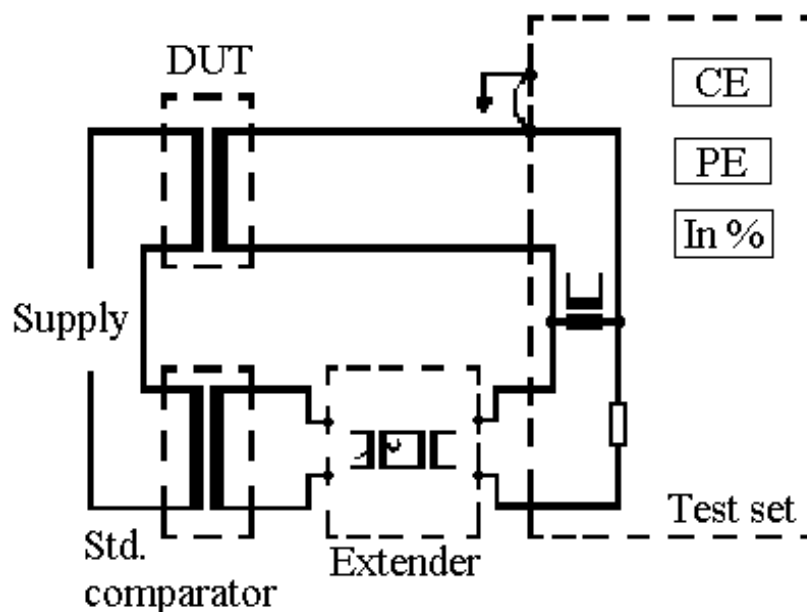 DUT
CE
PE
In %
Supply
Std.
comparator
Extender
Test set